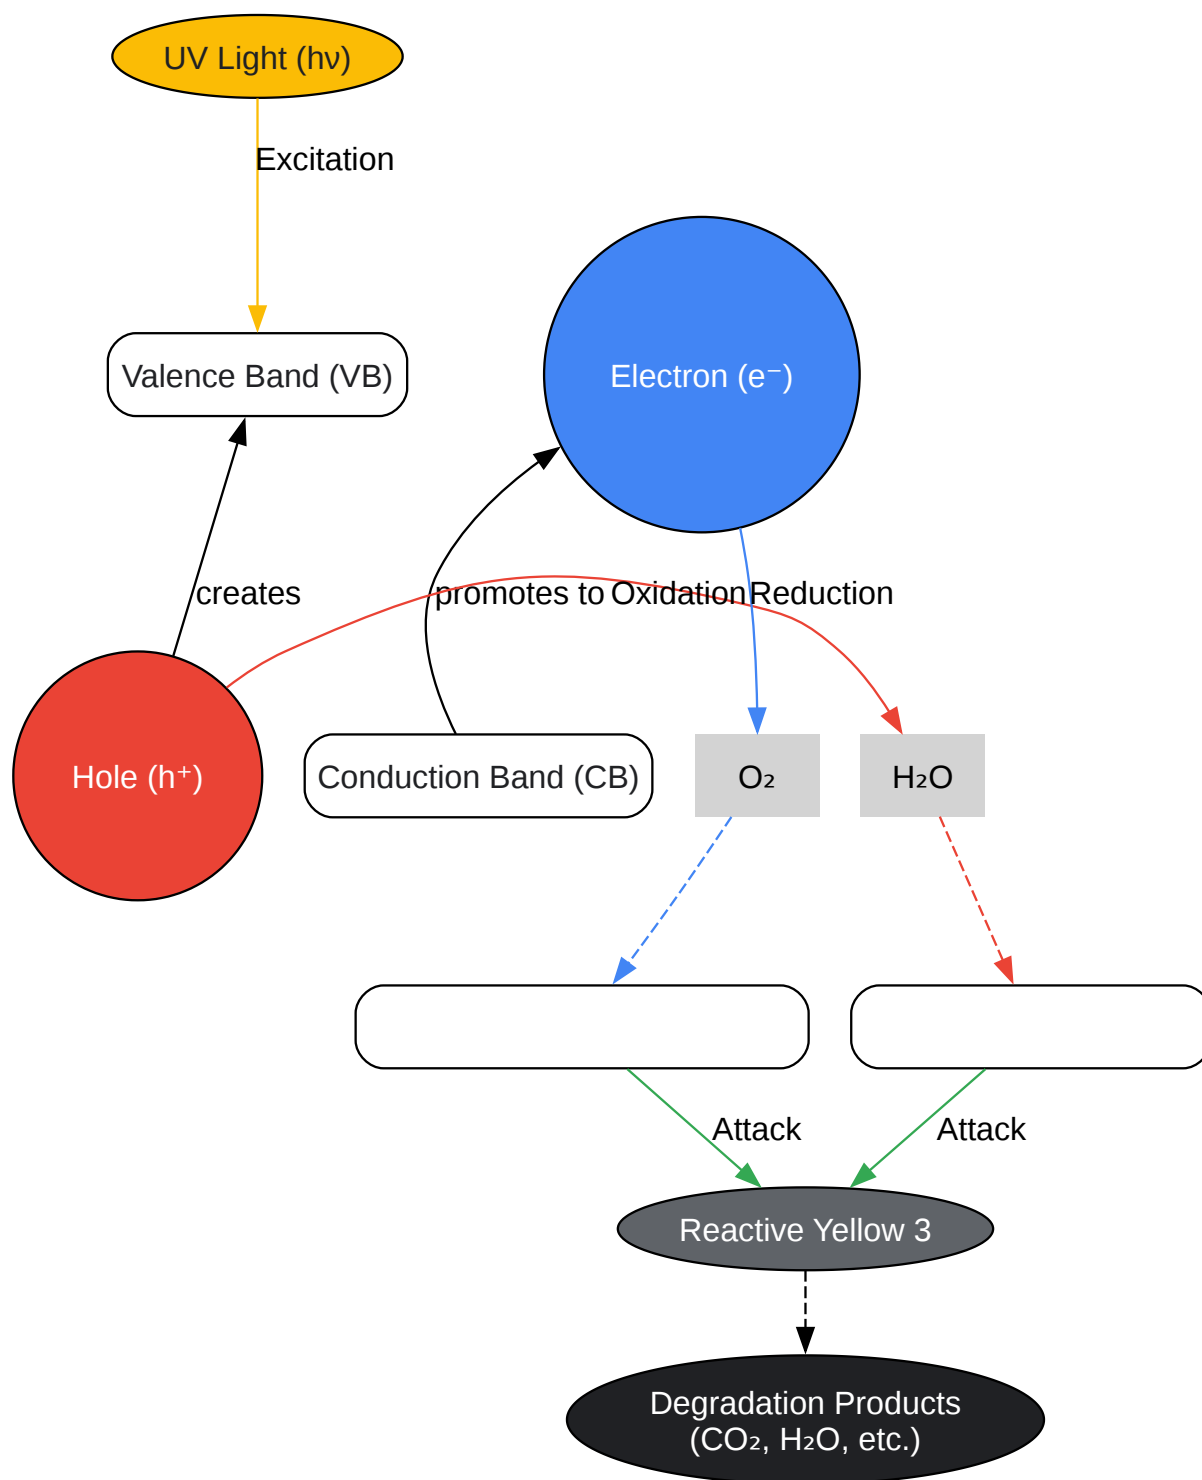 UV Light (hν)
Excitation
Valence Band (VB)
Electron (e⁻)
creates
promotes to
Oxidation
Reduction
Hole (h⁺)
Conduction Band (CB)
O₂
H₂O
Attack
Attack
Reactive Yellow 3
Degradation Products
(CO₂, H₂O, etc.)